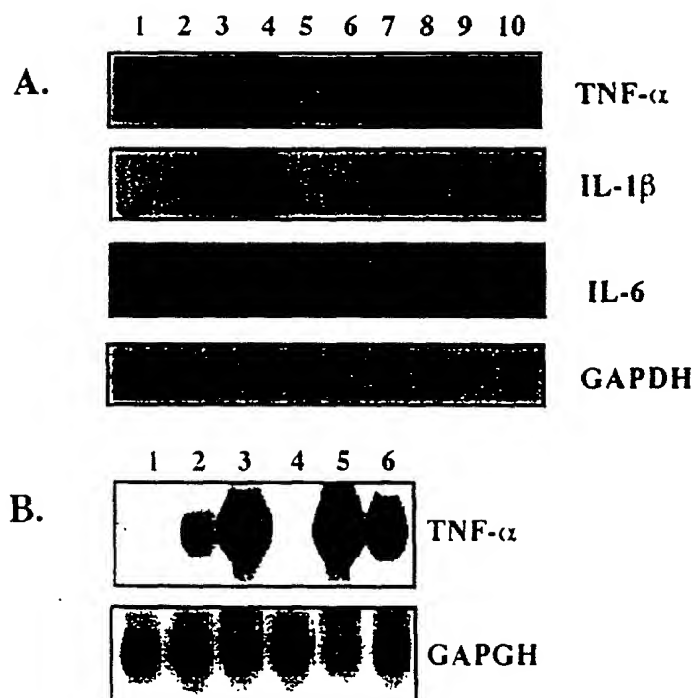 1 2 3 4 5 6 7 8 9 10
A.
TNF-α
IL-1β
IL-6
GAPDH
1 2 3 4 5 6
B.
TNF-α
GAPGH